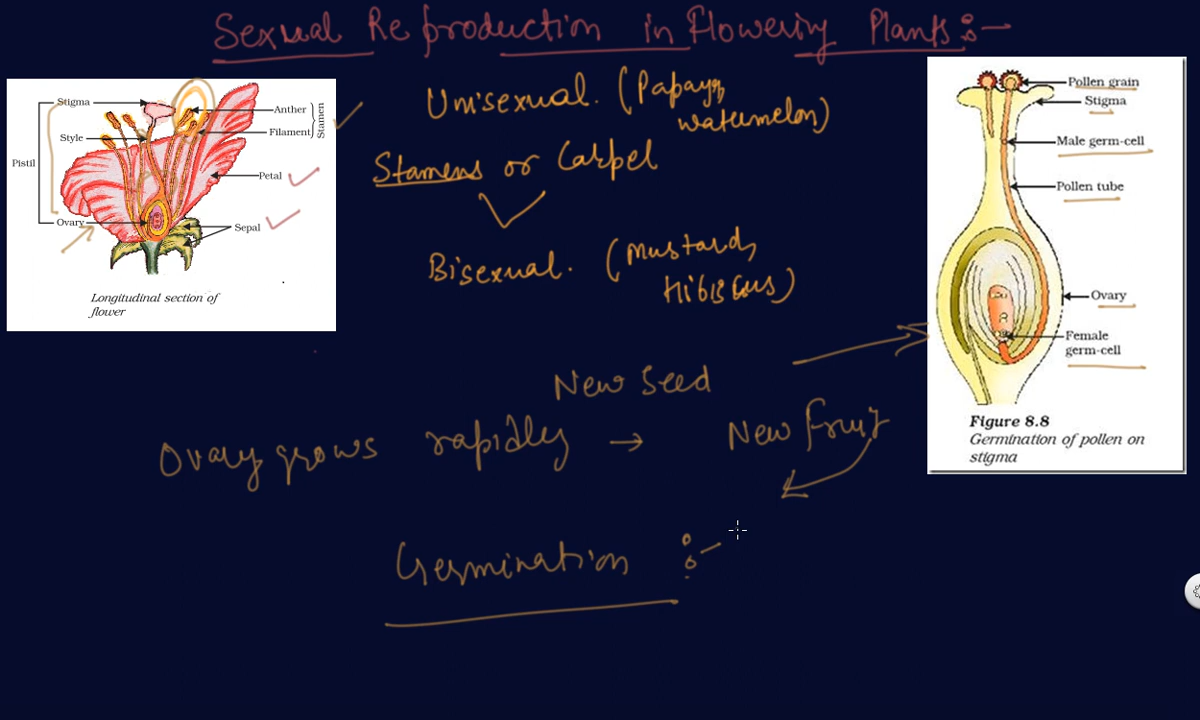 Sexual Reproduction in Flowering Plants :-
Stigma
Anther
Filament
Stamen
Style
Pistil
Petal
Ovary
Sepal
Longitudinal section of
flower
Unisexual. (Papaya,
watermelon)
Stamens or Carpel
Bisexual. (Mustard,
Hibiscus)
Pollen grain
Stigma
Male germ-cell
Pollen tube
Ovary
Female
germ-cell
Figure 8.8
Germination of pollen on
stigma
New Seed
Ovary grows rapidly → New Fruit
Germination :-